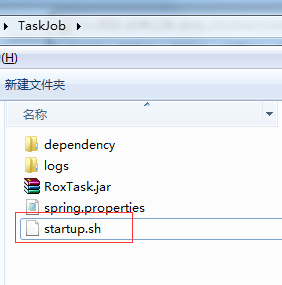 TaskJob
(H)
新建文件夹
名称
dependency
logs
RoxTask.jar
spring.properties
startup.sh